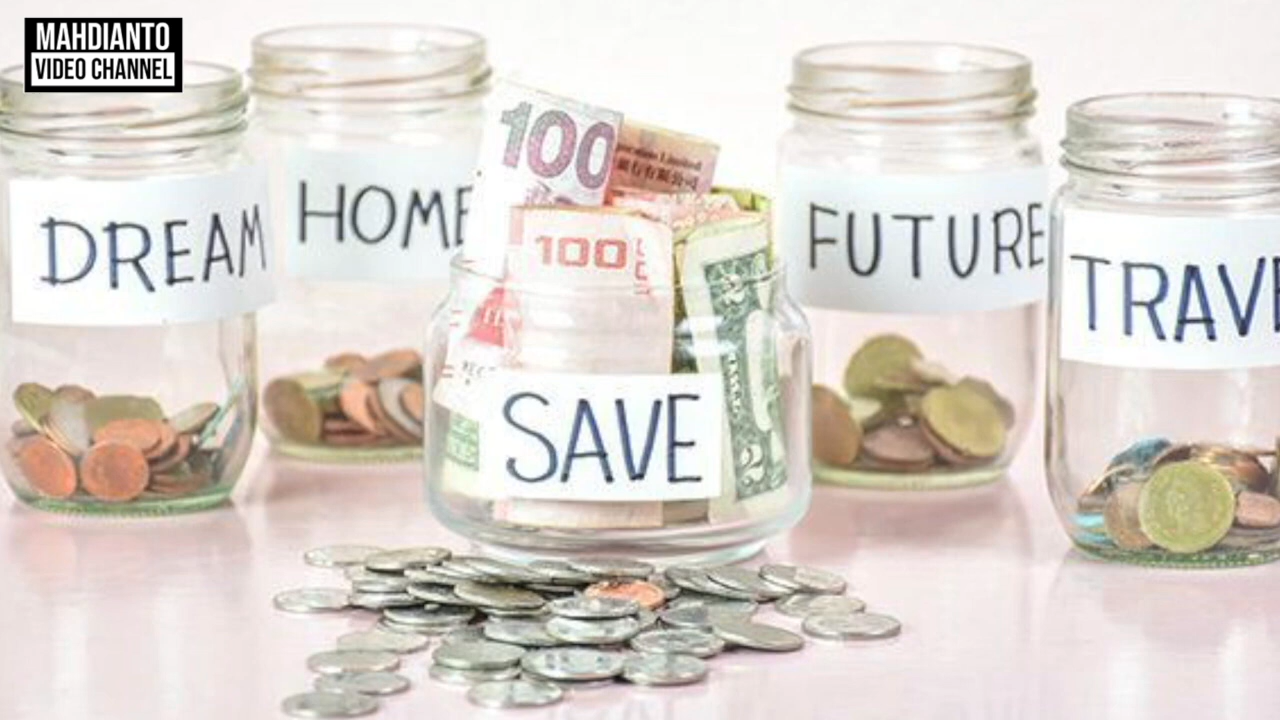 MAHDIANTO
VIDEO CHANNEL
DREAM
HOME
FUTURE
TRAVE
100
100
SAVE